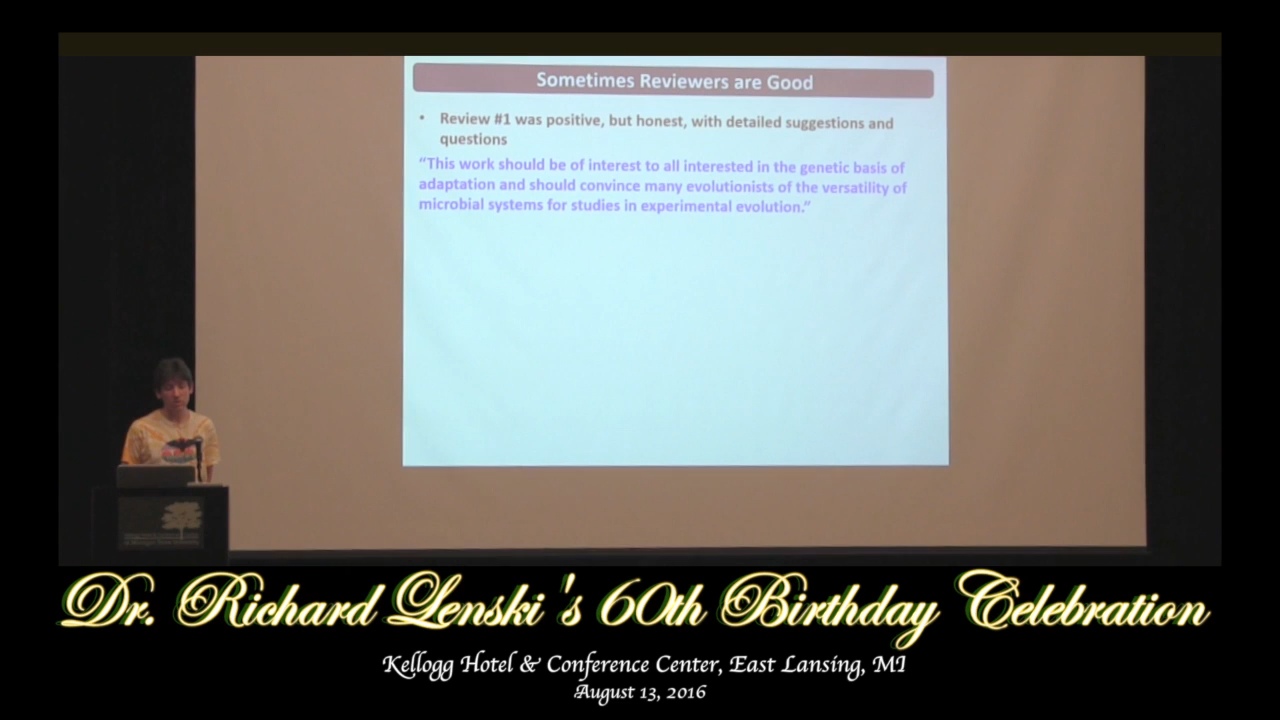 Sometimes Reviewers are Good
• Review #1 was positive, but honest, with detailed suggestions and
questions
“This work should be of interest to all interested in the genetic basis of
adaptation and should convince many evolutionists of the versatility of
microbial systems for studies in experimental evolution.”
Dr. Richard Lenski's 60th Birthday Celebration
Kellogg Hotel & Conference Center, East Lansing, MI
August 13, 2016